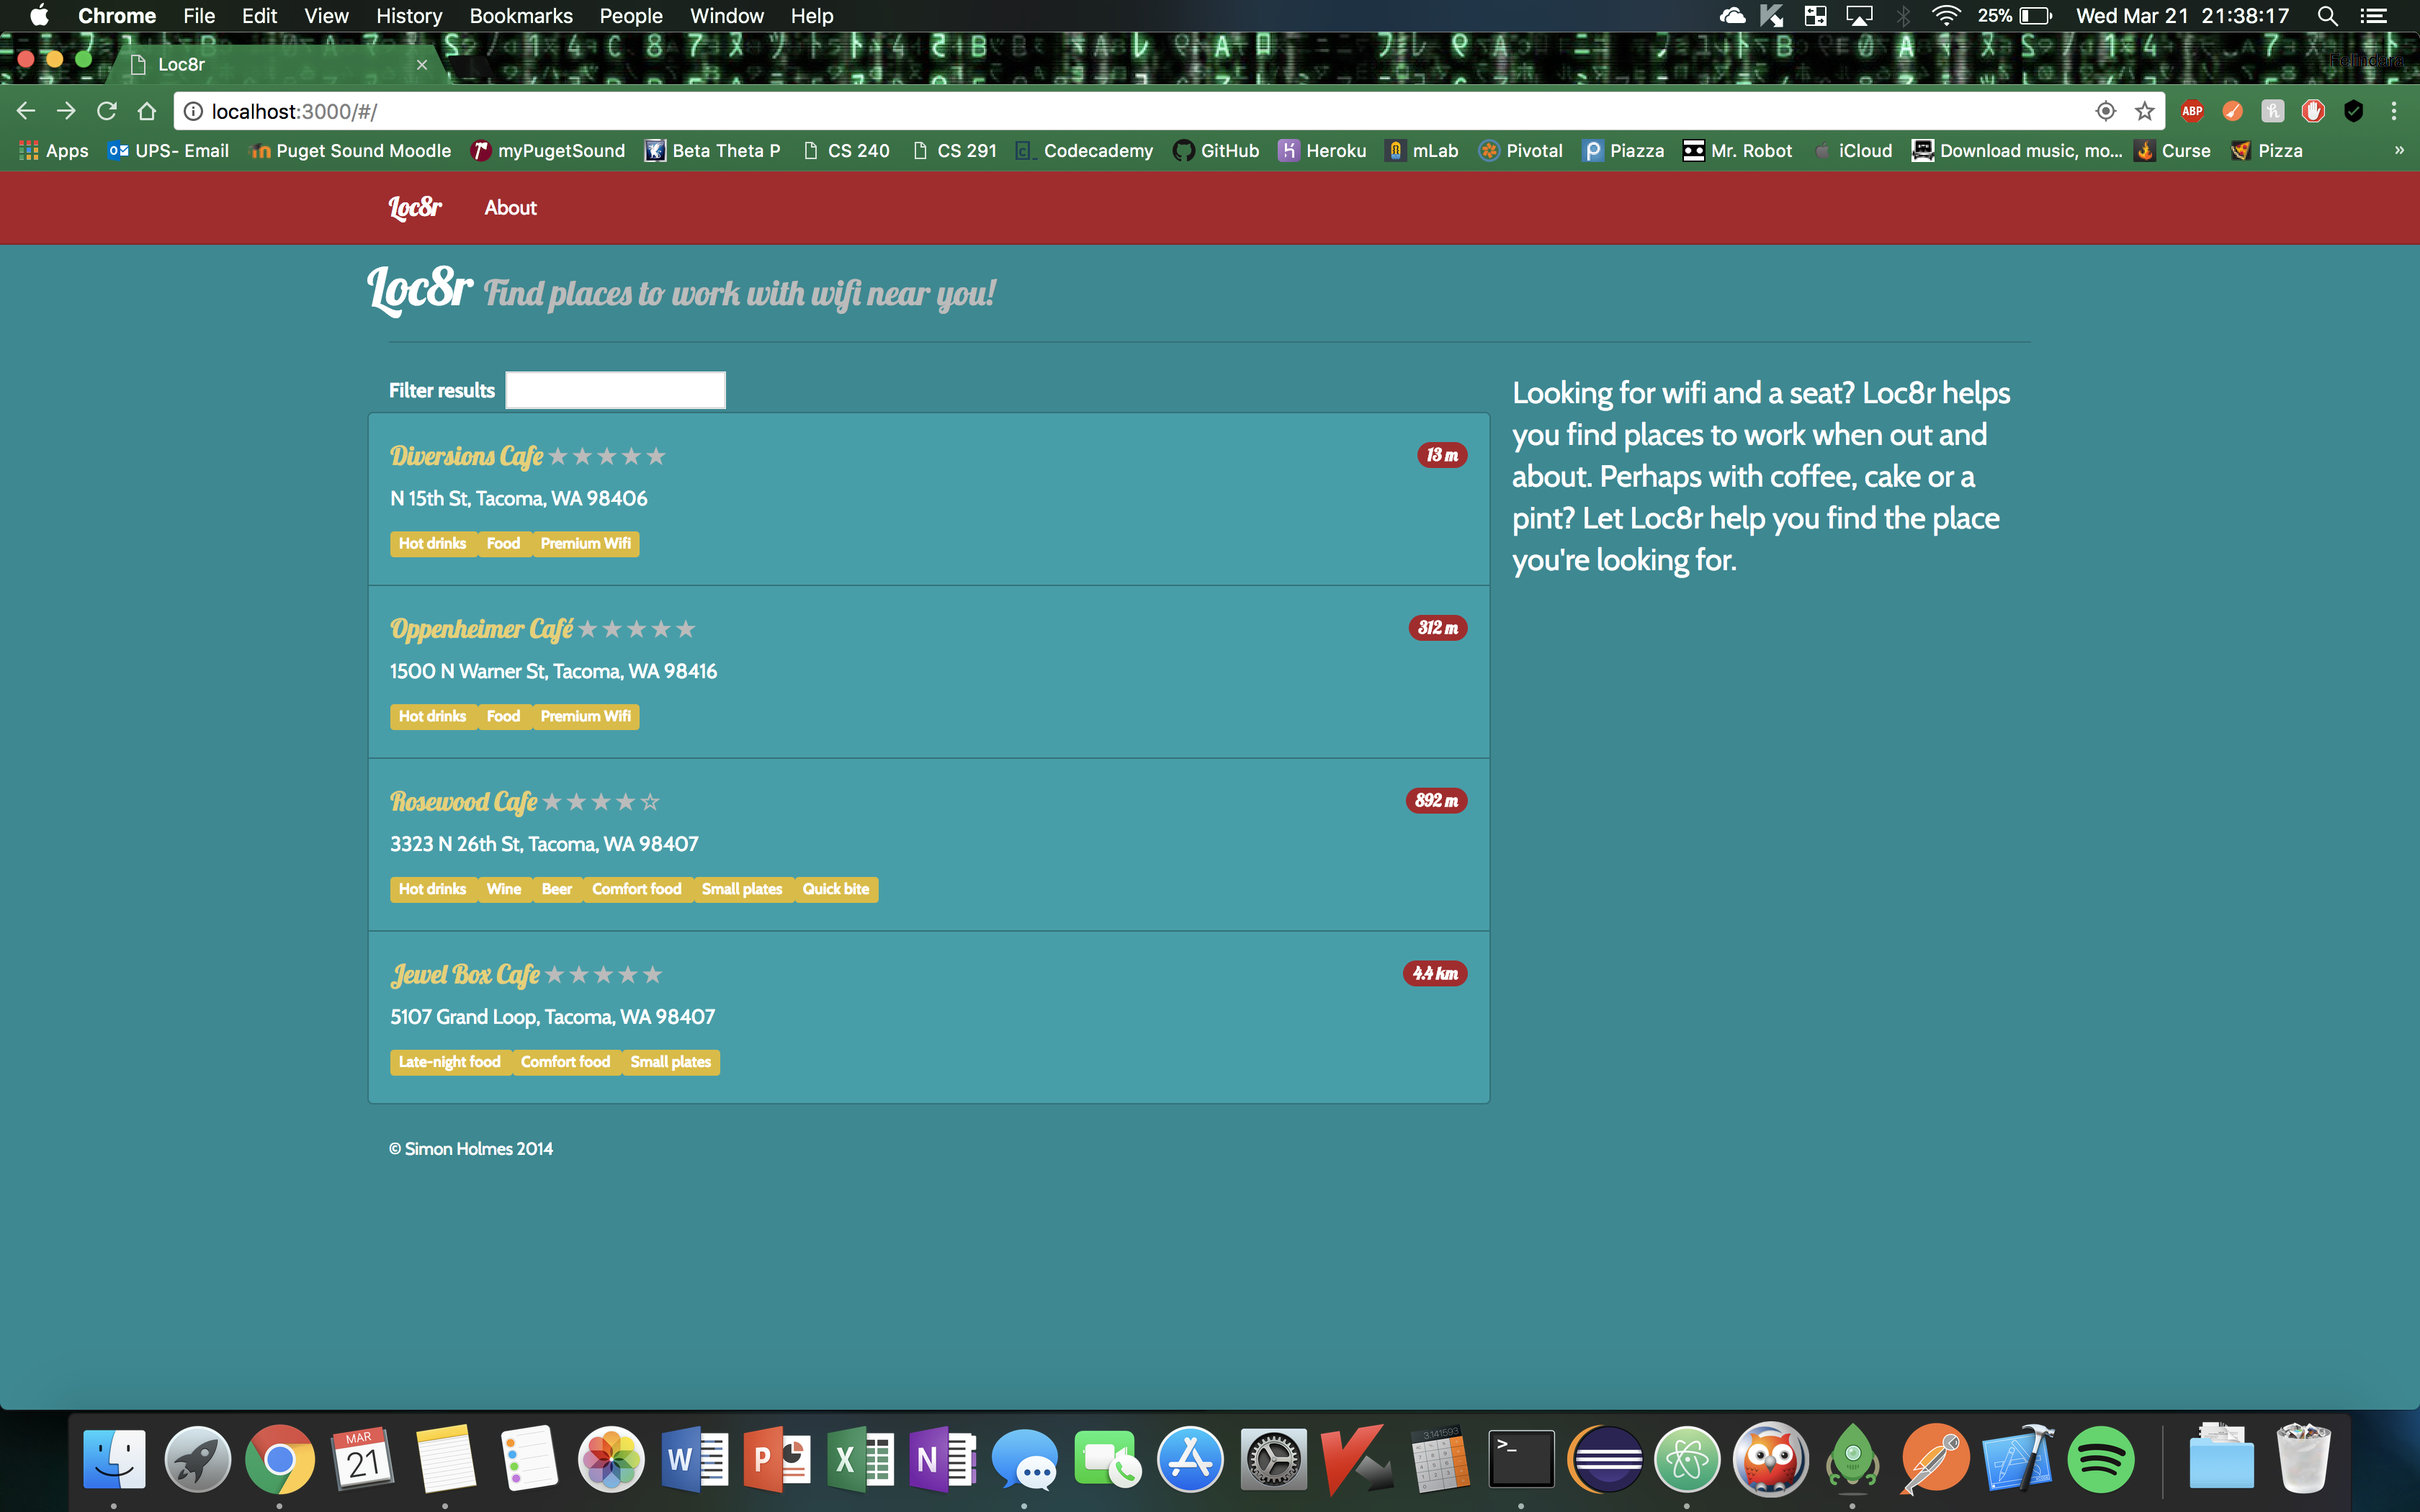 Chrome File Edit View History Bookmarks People Window Help 25% Wed Mar 21 21:38:17
Loc8r
localhost:3000/#/ ABP
Apps UPS- Email Puget Sound Moodle myPugetSound Beta Theta P CS 240 CS 291 Codecademy GitHub Heroku mLab Pivotal Piazza Mr. Robot iCloud Download music, mo... Curse Pizza »
Loc8r About
Loc8r Find places to work with wifi near you!
Filter results
Diversions Cafe ★★★★★ 13 m
N 15th St, Tacoma, WA 98406
Hot drinks Food Premium Wifi
Oppenheimer Café ★★★★★ 312 m
1500 N Warner St, Tacoma, WA 98416
Hot drinks Food Premium Wifi
Rosewood Cafe ★★★★☆ 892 m
3323 N 26th St, Tacoma, WA 98407
Hot drinks Wine Beer Comfort food Small plates Quick bite
Jewel Box Cafe ★★★★★ 4.4 km
5107 Grand Loop, Tacoma, WA 98407
Late-night food Comfort food Small plates
Looking for wifi and a seat? Loc8r helps
you find places to work when out and
about. Perhaps with coffee, cake or a
pint? Let Loc8r help you find the place
you're looking for.
© Simon Holmes 2014
MAR
21
W P X N
3.141593
>_